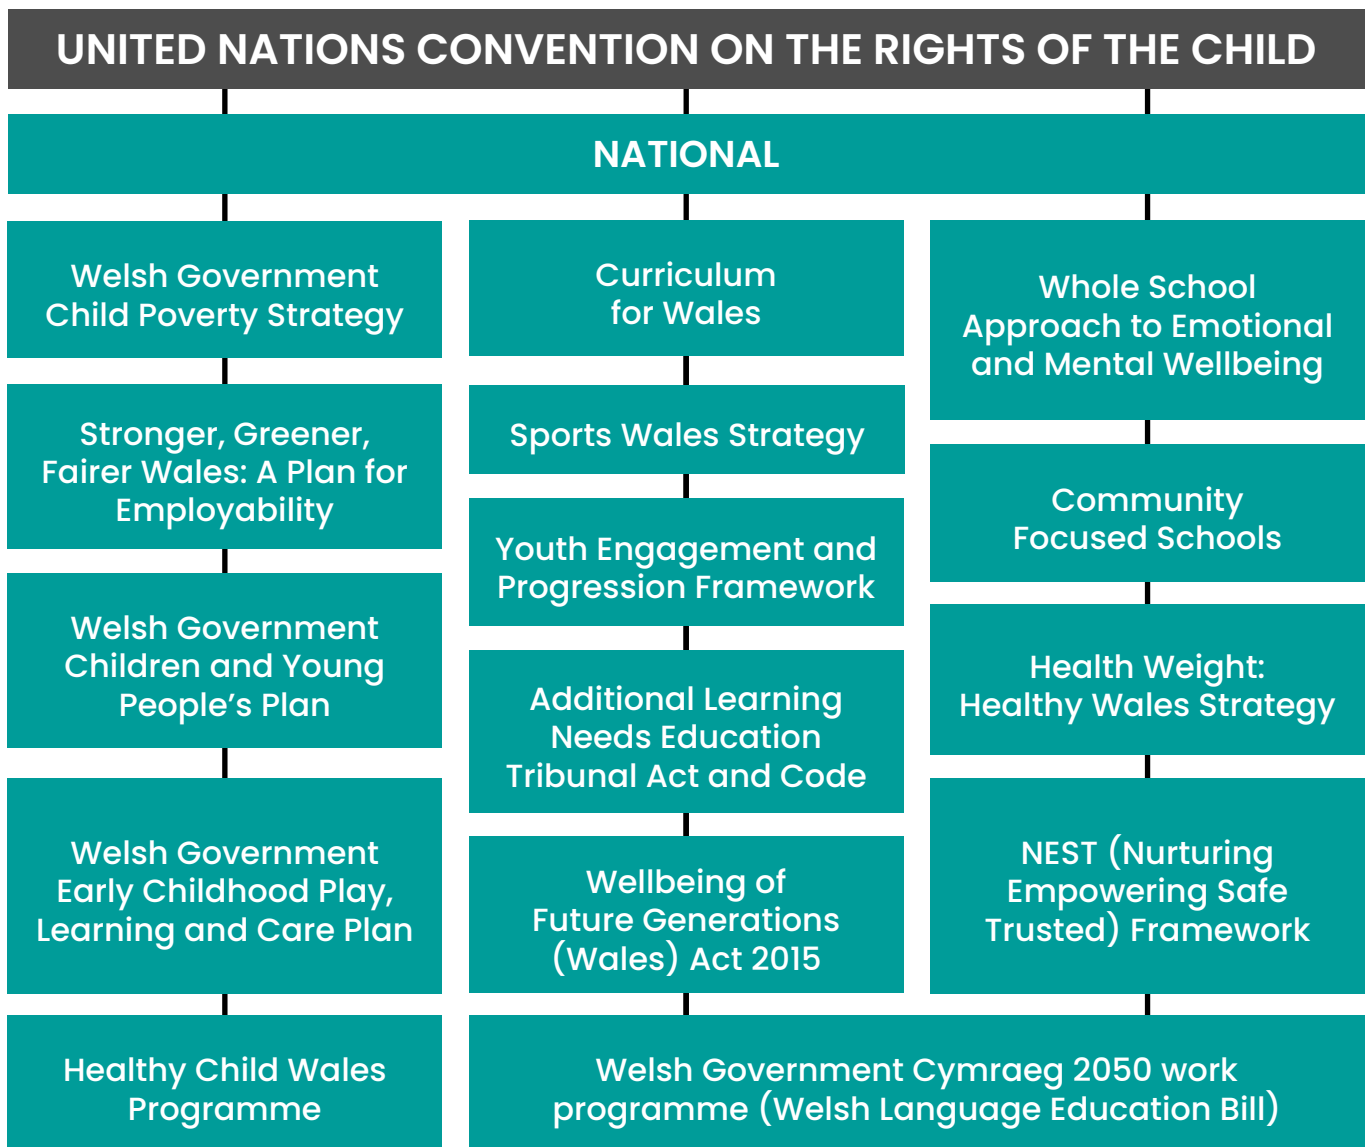 UNITED NATIONS CONVENTION ON THE RIGHTS OF THE CHILD
NATIONAL
Welsh Government
Child Poverty Strategy
Stronger, Greener,
Fairer Wales: A Plan for
Employability
Welsh Government
Children and Young
People’s Plan
Welsh Government
Early Childhood Play,
Learning and Care Plan
Healthy Child Wales
Programme
Curriculum
for Wales
Sports Wales Strategy
Youth Engagement and
Progression Framework
Additional Learning
Needs Education
Tribunal Act and Code
Wellbeing of
Future Generations
(Wales) Act 2015
Whole School
Approach to Emotional
and Mental Wellbeing
Community
Focused Schools
Health Weight:
Healthy Wales Strategy
NEST (Nurturing
Empowering Safe
Trusted) Framework
Welsh Government Cymraeg 2050 work
programme (Welsh Language Education Bill)